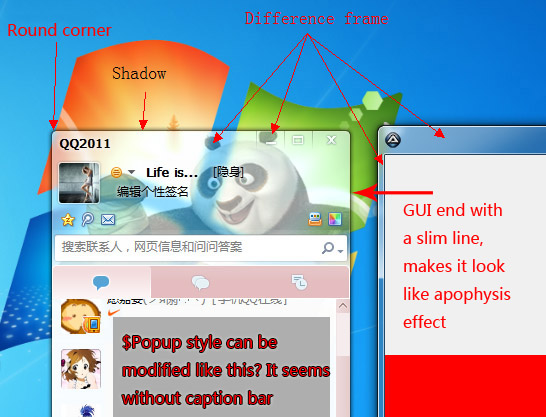 Difference frame
Round corner
Shadow
QQ2011
Life is... [隐身]
编辑个性签名
搜索联系人，网页信息和问问答案
GUI end with
a slim line,
makes it look
like apophysis
effect
$Popup style can be
modified like this? It seems
without caption bar